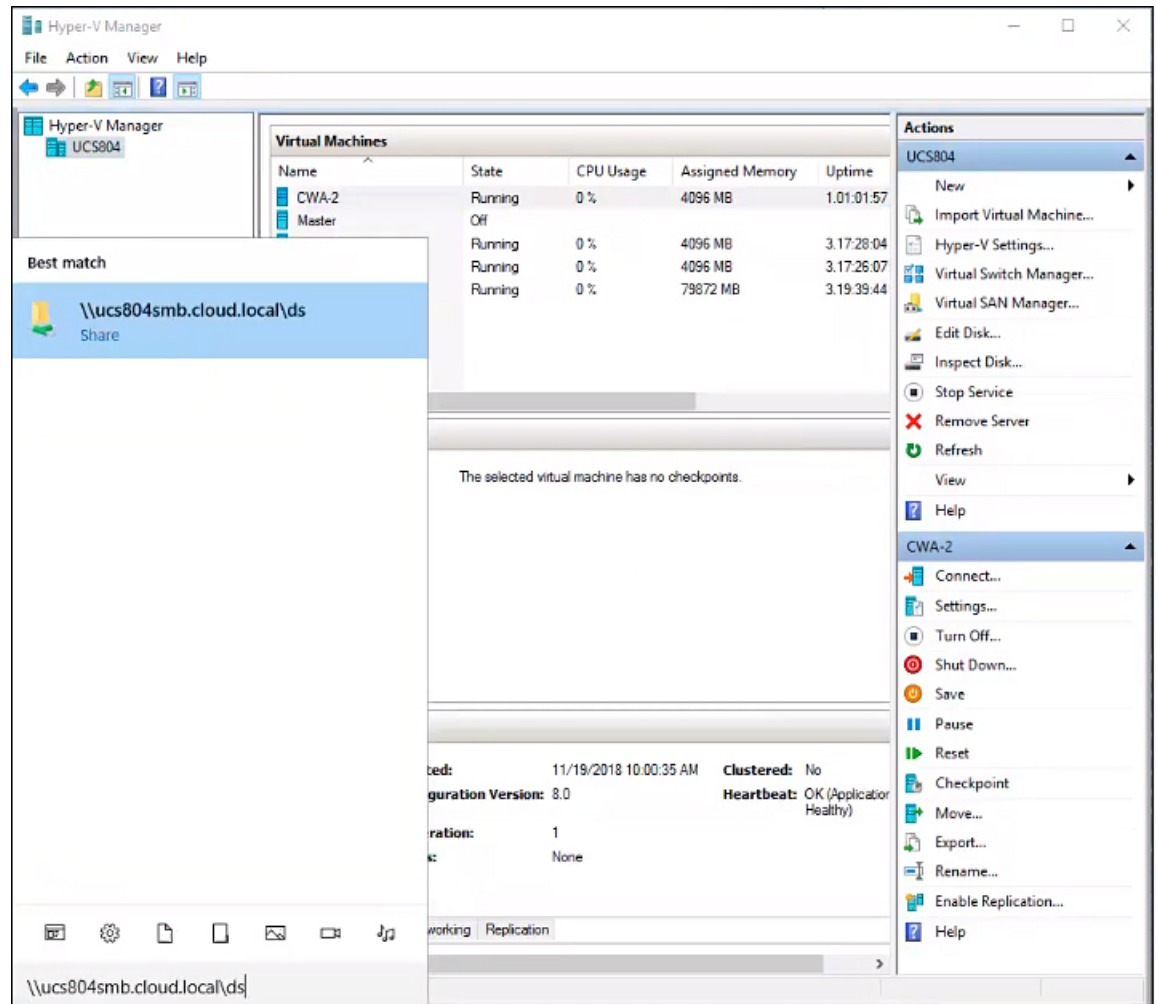 Hyper-V Manager
File Action View Help
Hyper-V Manager
UCS804
Virtual Machines
Name State CPU Usage Assigned Memory Uptime
CWA-2 Running 0 % 4096 MB 1.01:01:57
Master Off
Running 0 % 4096 MB 3.17:28:04
Running 0 % 4096 MB 3.17:26:07
Running 0 % 79872 MB 3.19:39:44
Best match
\\ucs804smb.cloud.local\ds
Share
The selected virtual machine has no checkpoints.
ted: 11/19/2018 10:00:35 AM Clustered: No
guration Version: 8.0 Heartbeat: OK (Application
Healthy)
ration: 1
s: None
working Replication
\\ucs804smb.cloud.local\ds
Actions
UCS804
New
Import Virtual Machine...
Hyper-V Settings...
Virtual Switch Manager...
Virtual SAN Manager...
Edit Disk...
Inspect Disk...
Stop Service
Remove Server
Refresh
View
Help
CWA-2
Connect...
Settings...
Turn Off...
Shut Down...
Save
Pause
Reset
Checkpoint
Move...
Export...
Rename...
Enable Replication...
Help